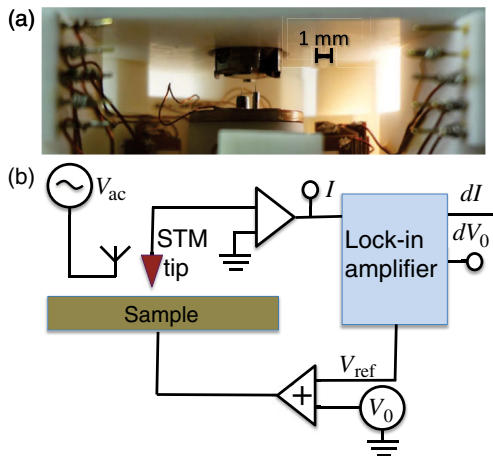 (a)
1 mm
(b)
V_ac
STM
tip
I
Lock-in
amplifier
dI
dV_0
Sample
V_ref
+
V_0